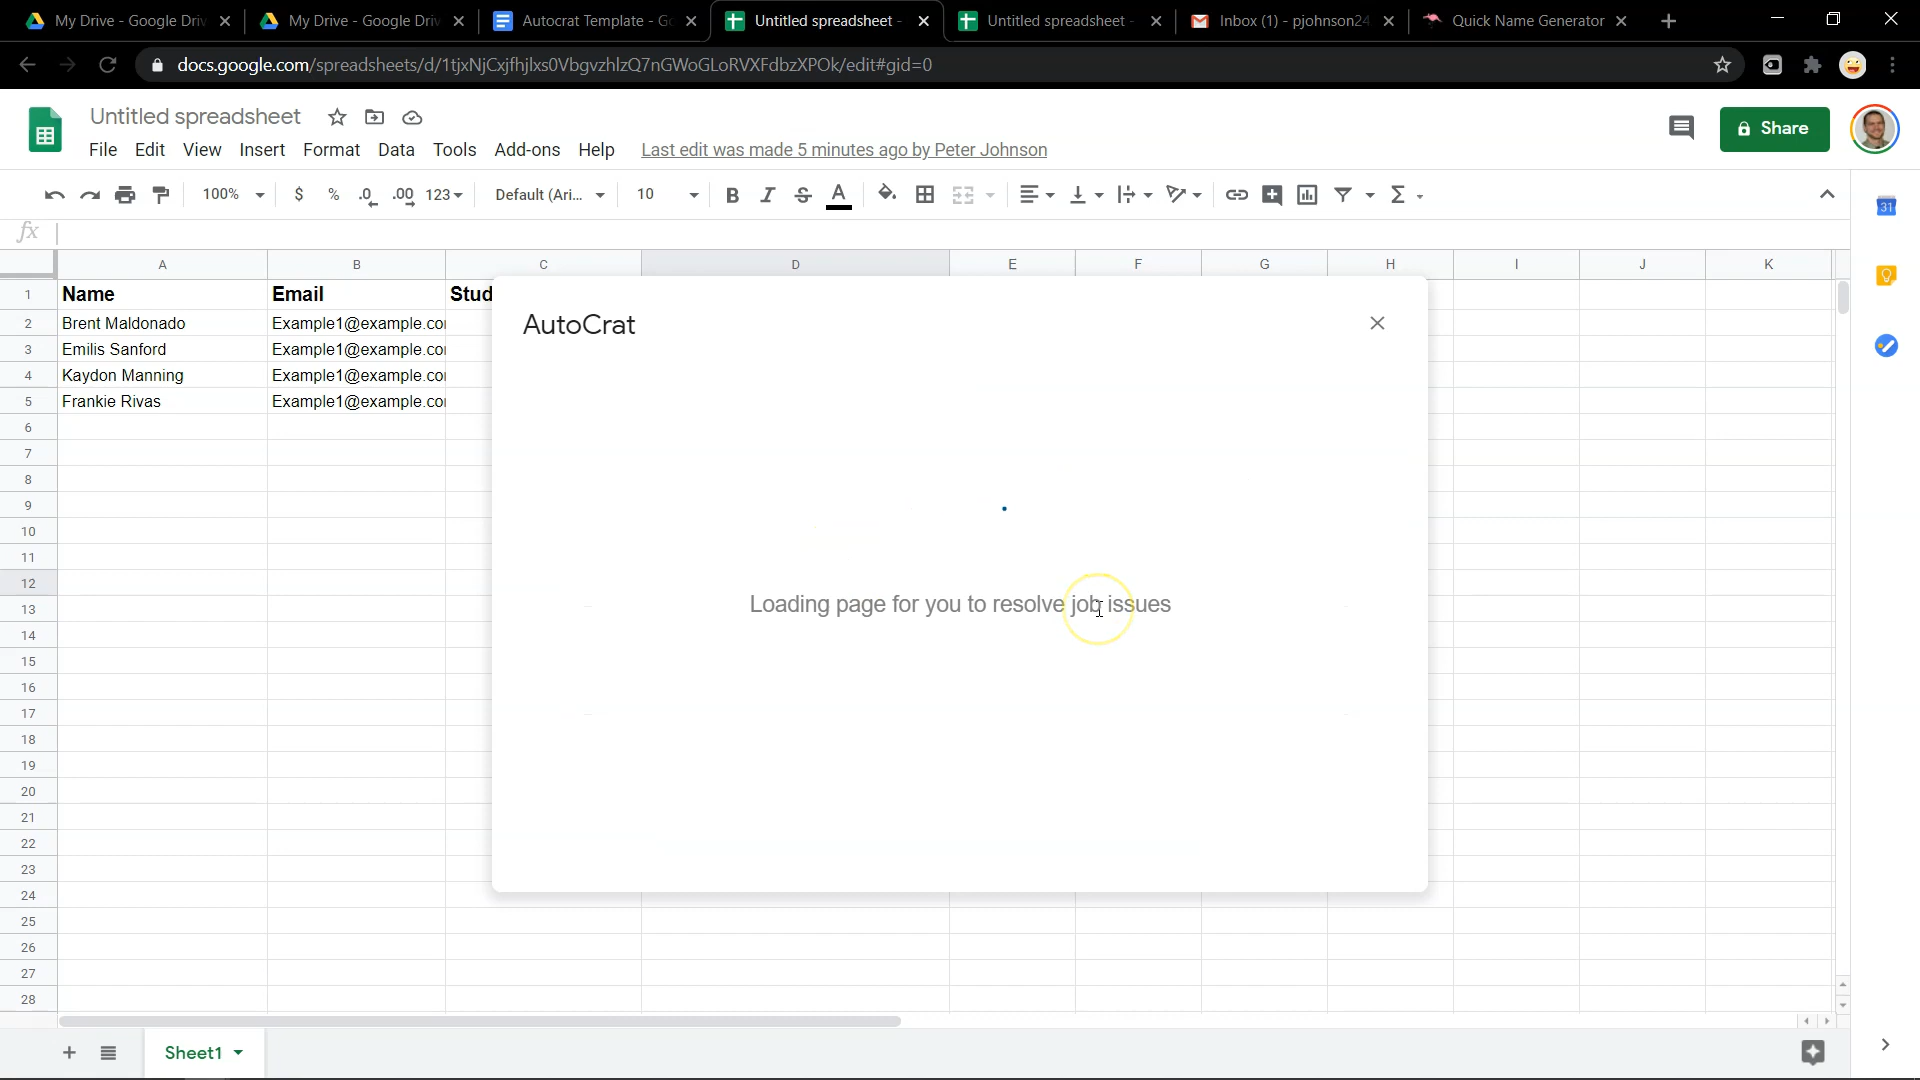 My Drive - Google Driv
My Drive - Google Driv
Autocrat Template - Go
Untitled spreadsheet -
Untitled spreadsheet -
Inbox (1) - pjohnson24
Quick Name Generator
docs.google.com/spreadsheets/d/1tjxNjCxjfhjlxs0VbgvzhlzQ7nGWoGLoRVXFdbzXPOk/edit#gid=0
Untitled spreadsheet
Share
File Edit View Insert Format Data Tools Add-ons Help Last edit was made 5 minutes ago by Peter Johnson
100% $ % .0 .00 123 Default (Ari... 10 B I S A Σ
31
fx
A B C D E F G H I J K
1 Name Email Stud
2 Brent Maldonado Example1@example.co
3 Emilis Sanford Example1@example.co
4 Kaydon Manning Example1@example.co
5 Frankie Rivas Example1@example.co
AutoCrat
Loading page for you to resolve job issues
6
7
8
9
10
11
12
13
14
15
16
17
18
19
20
21
22
23
24
25
26
27
28
Sheet1